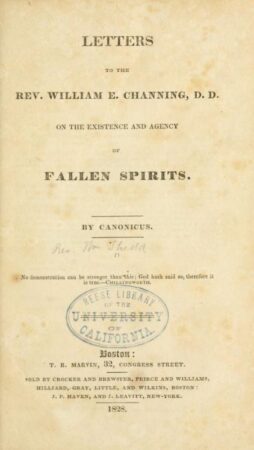 LETTERS
TO THE
REV. WILLIAM E. CHANNING, D. D.
ON THE EXISTENCE AND AGENCY
OF
FALLEN SPIRITS.
BY CANONICUS.
Rev. Wm
No demonstration can be stronger than this: God hath said so, therefore it
is true.—CHILLINGWORTH.
REESE LIBRARY
OF THE
UNIVERSITY
OF
CALIFORNIA.
Boston:
T. R. MARVIN, 32, CONGRESS STREET.
SOLD BY CROCKER AND BREWSTER, PEIRCE AND WILLIAMS,
HILLIARD, GRAY, LITTLE, AND WILKINS, BOSTON:
J. P. HAVEN, AND J. LEAVITT, NEW-YORK.
1828.